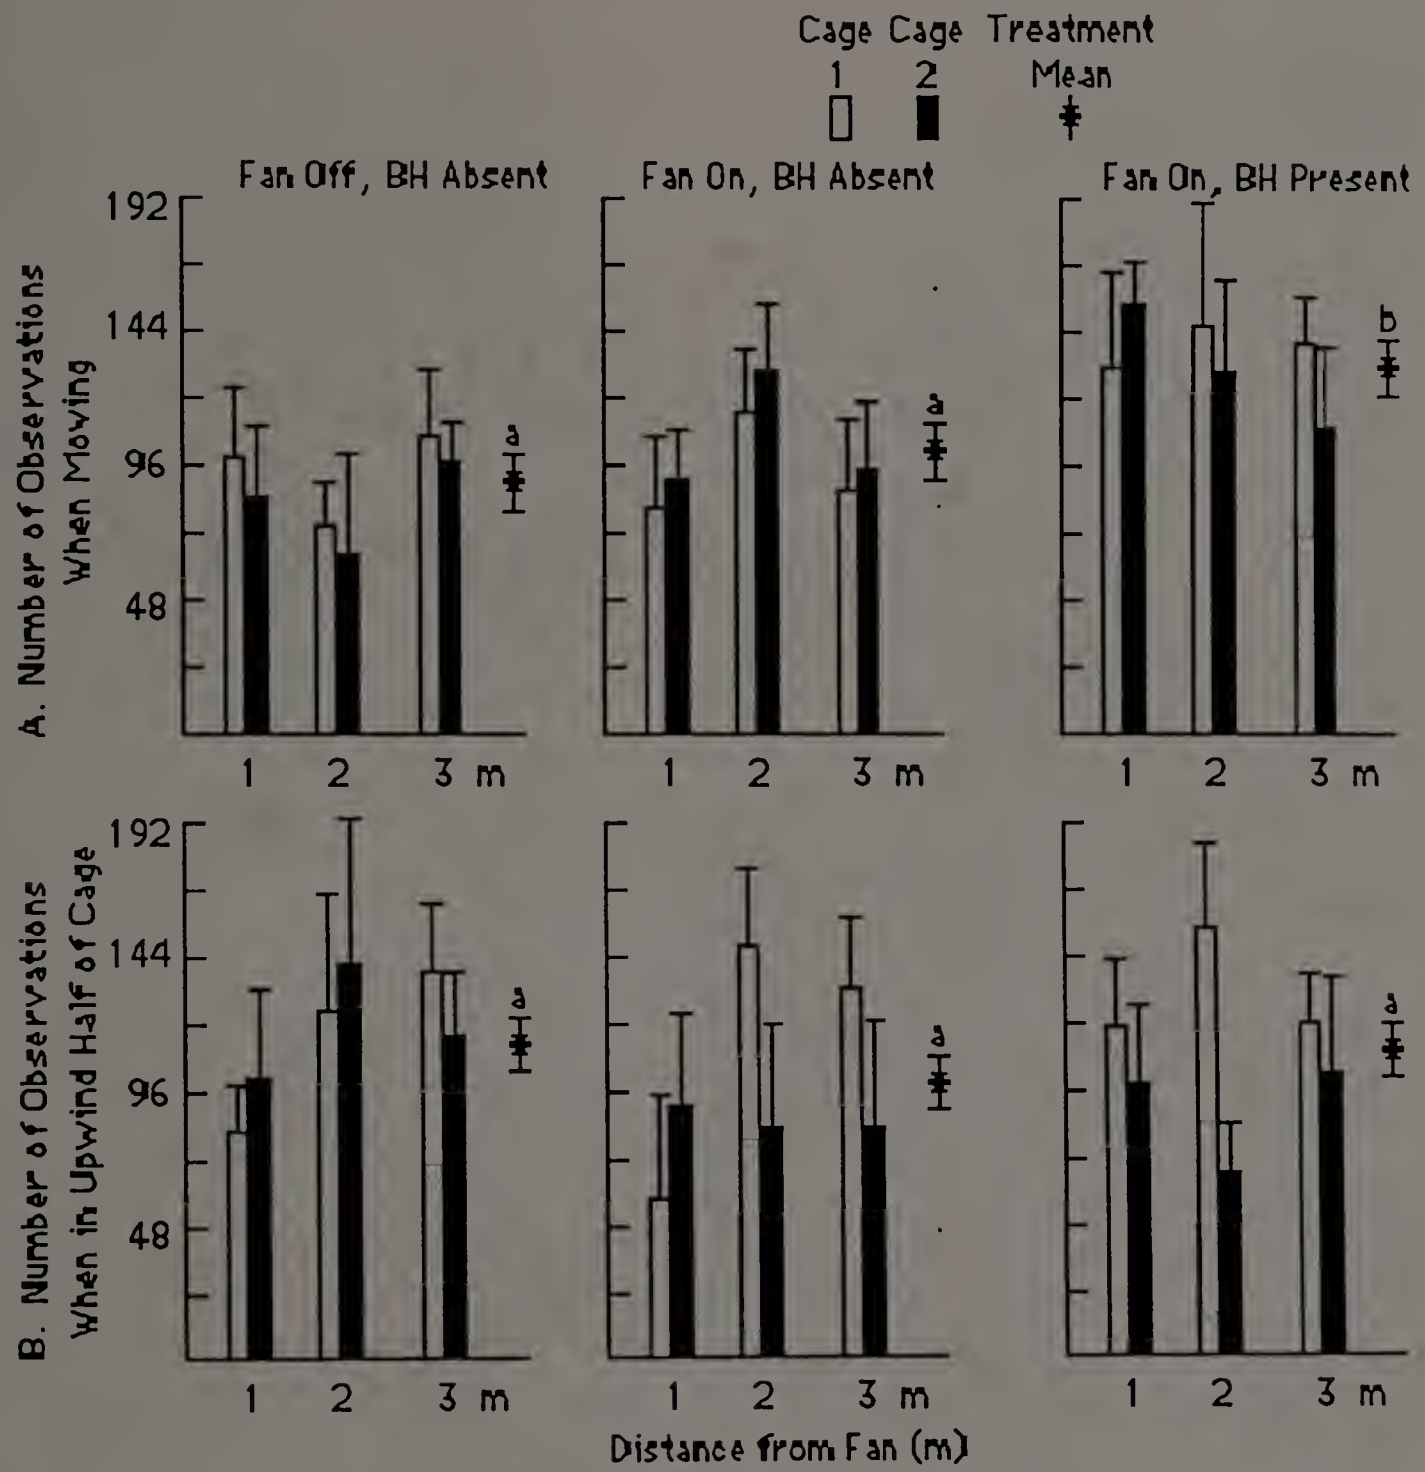 Cage Cage Treatment
1 2 Mean
Fan Off, BH Absent Fan On, BH Absent Fan On, BH Present
A. Number of Observations
When Moving
192
144
96
48
a
a
b
1 2 3 m
1 2 3 m
1 2 3 m
B. Number of Observations
When in Upwind Half of Cage
192
144
96
48
a
a
a
1 2 3 m
1 2 3 m
1 2 3 m
Distance from Fan (m)